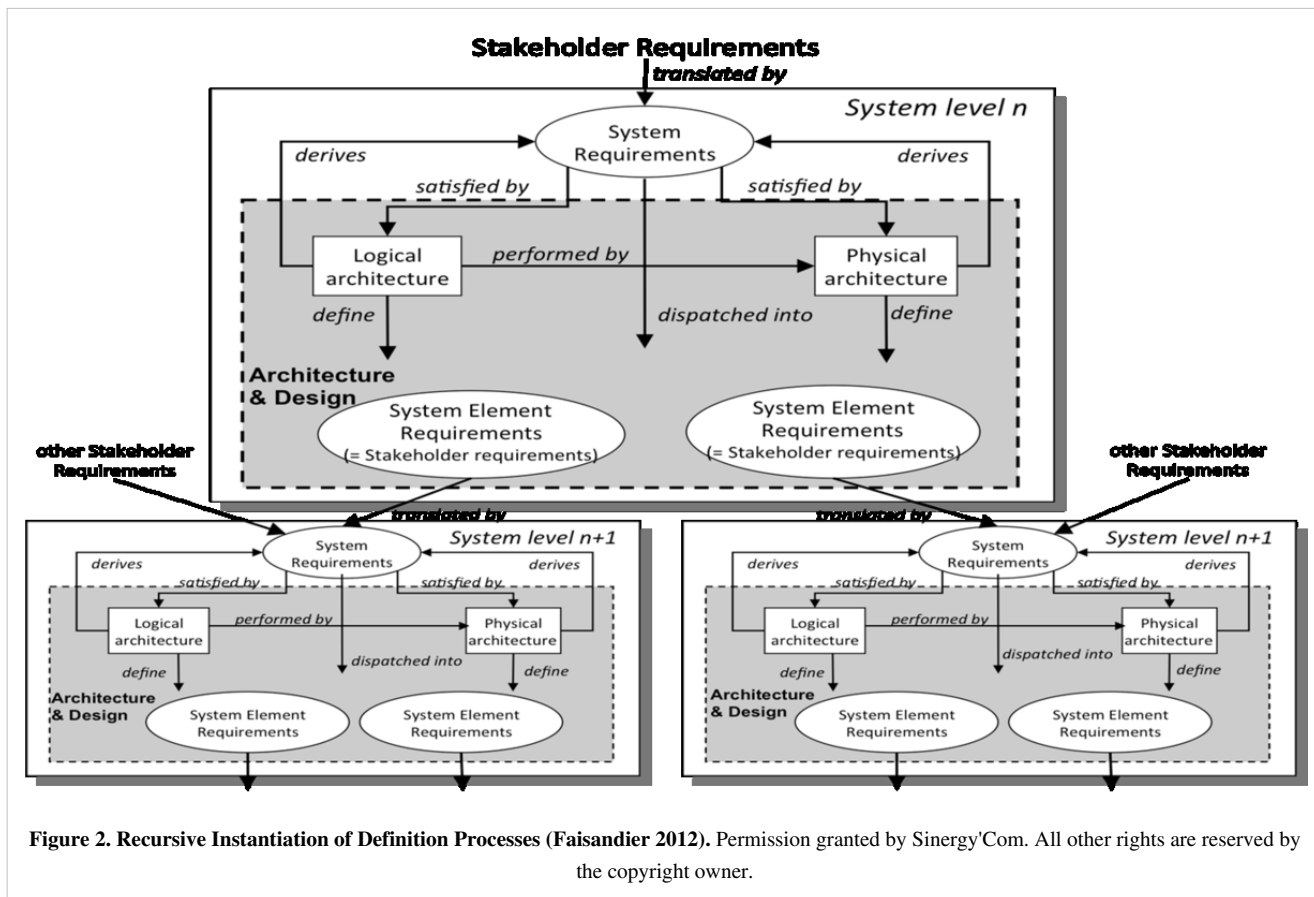 Stakeholder Requirements
translated by
System level n
System
Requirements
derives
derives
satisfied by
satisfied by
Logical
architecture
performed by
Physical
architecture
define
dispatched into
define
Architecture
& Design
System Element
Requirements
(= Stakeholder requirements)
System Element
Requirements
(= Stakeholder requirements)
other Stakeholder
Requirements
other Stakeholder
Requirements
translated by
translated by
System level n+1
System
Requirements
derives
derives
satisfied by
satisfied by
Logical
architecture
performed by
Physical
architecture
define
dispatched into
define
Architecture
& Design
System Element
Requirements
System Element
Requirements
System level n+1
System
Requirements
derives
derives
satisfied by
satisfied by
Logical
architecture
performed by
Physical
architecture
define
dispatched into
define
Architecture
& Design
System Element
Requirements
System Element
Requirements
Figure 2. Recursive Instantiation of Definition Processes (Faisandier 2012). Permission granted by Sinergy'Com. All other rights are reserved by
the copyright owner.